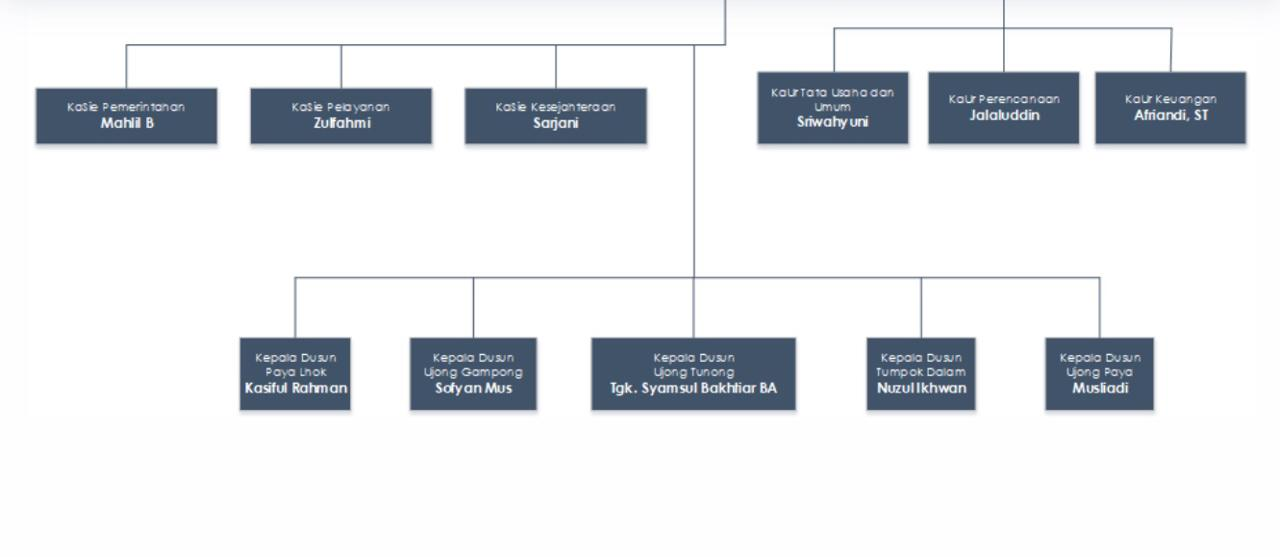 KaSie Pemerintahan
Mahlil B
KaSie Pelayanan
Zulfahmi
KaSie Kesejahteraan
Sarjani
KaUr Tata Usaha dan
Umum
Sriwahyuni
KaUr Perencanaan
Jalaluddin
KaUr Keuangan
Afriandi, ST
Kepala Dusun
Paya Lhok
Kasiful Rahman
Kepala Dusun
Ujong Gampong
Sofyan Mus
Kepala Dusun
Ujong Tunong
Tgk. Syamsul Bakhtiar BA
Kepala Dusun
Tumpok Dalam
Nuzul Ikhwan
Kepala Dusun
Ujong Paya
Musliadi